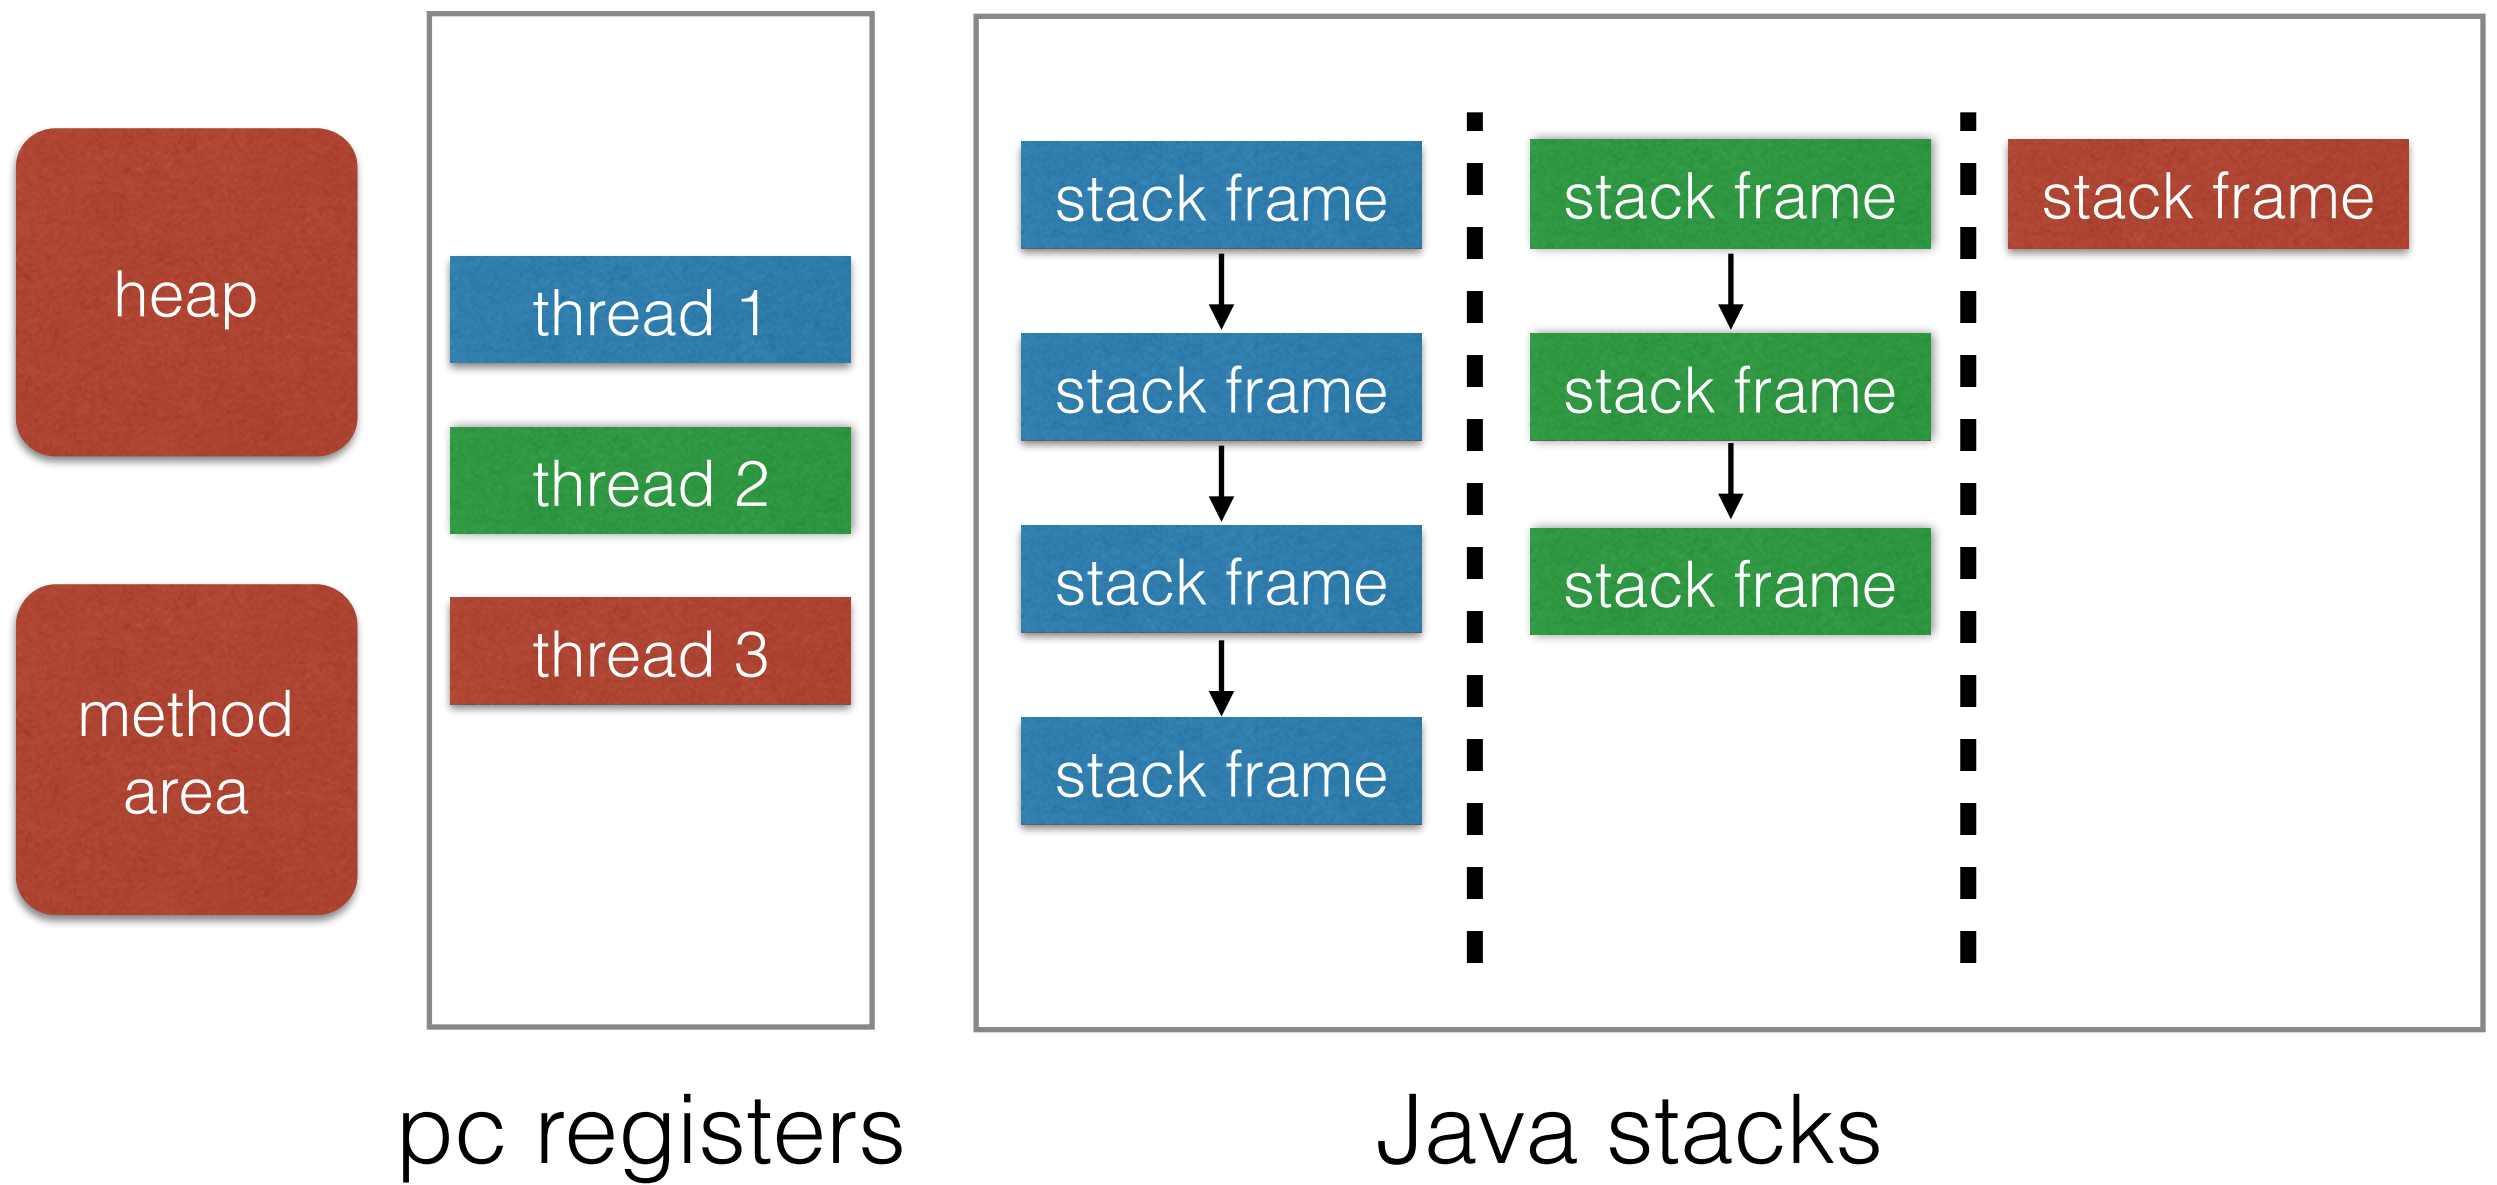 heap
method
area
thread 1
thread 2
thread 3
pc registers
stack frame
stack frame
stack frame
stack frame
stack frame
stack frame
stack frame
stack frame
Java stacks